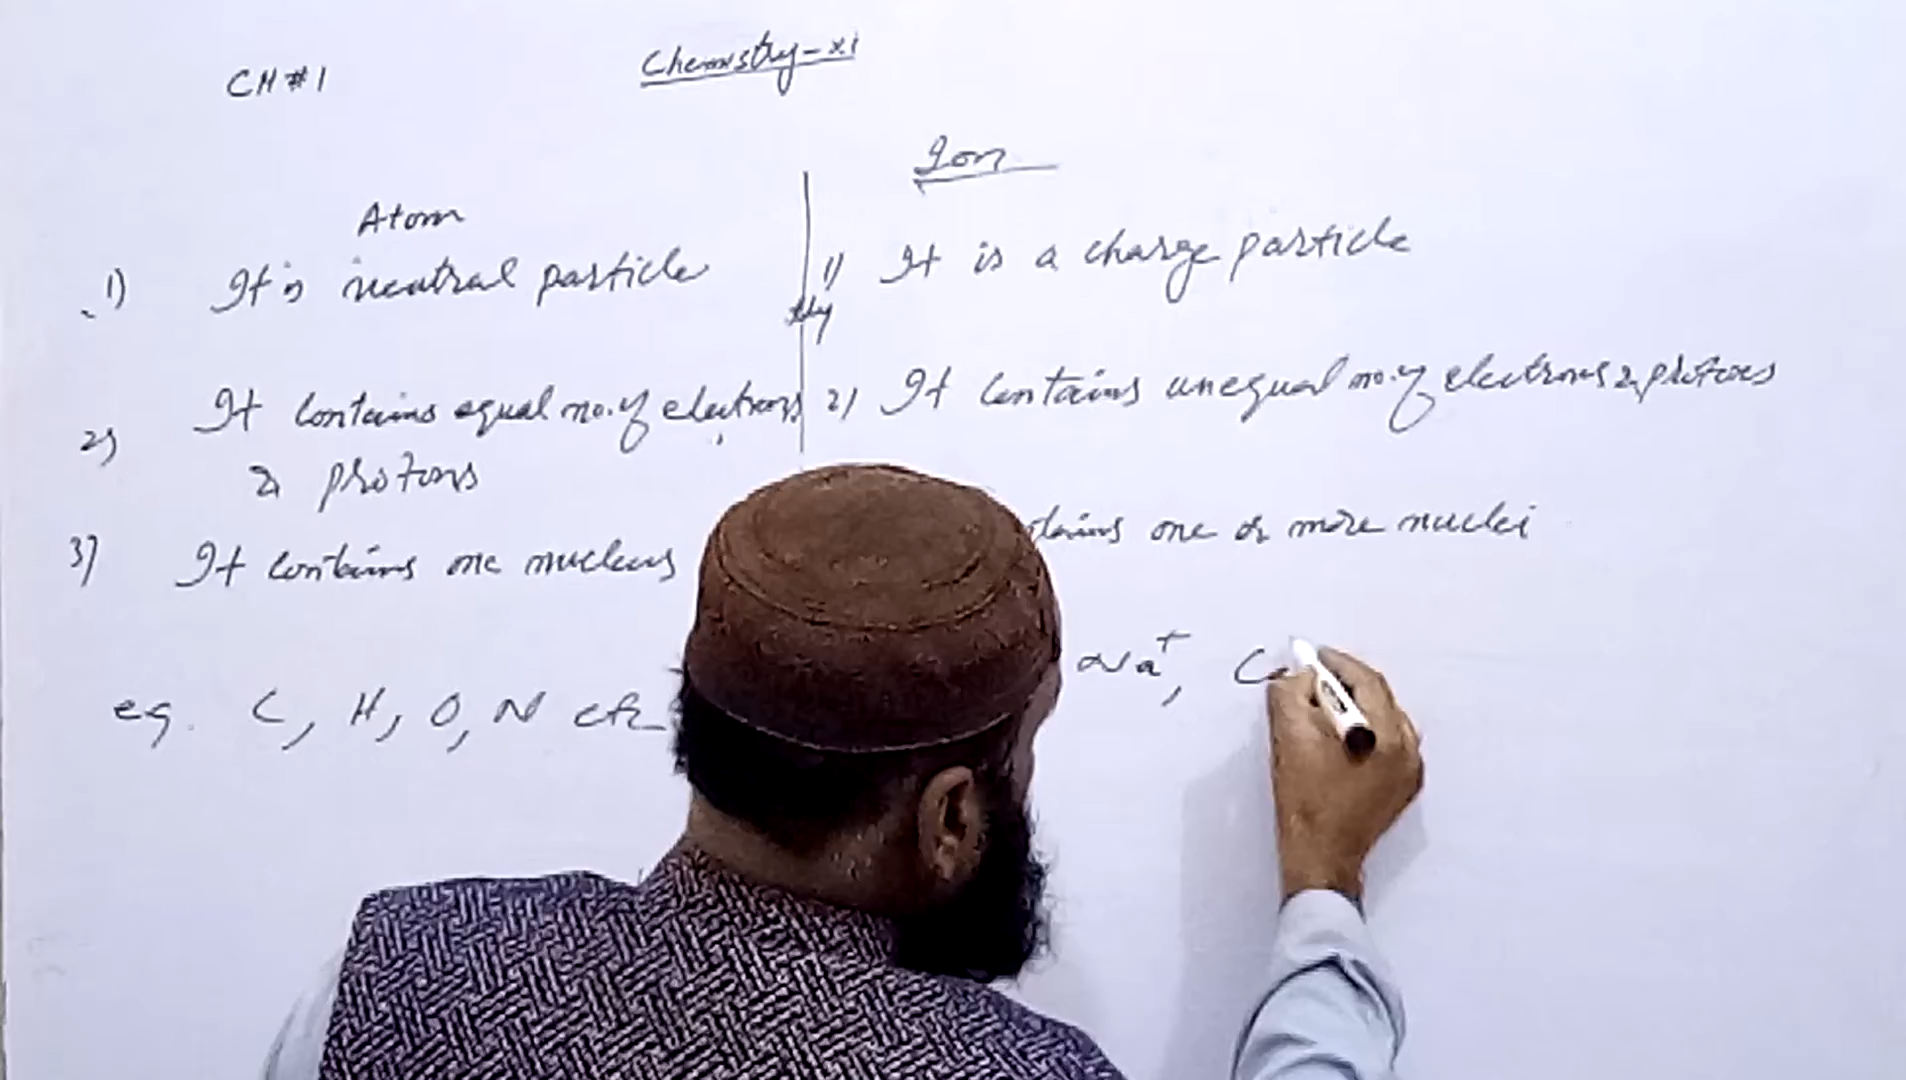 CH#1
Chemstry-XI
Atom
1) It is neutral particle
2) It contains equal no. of electrons
& protons
3) It contains one nucleus
eg. C, H, O, N etc
Ion
1) It is a charge particle
2) It contains unequal no. of electrons & protons
one or more nuclei
Na⁺,